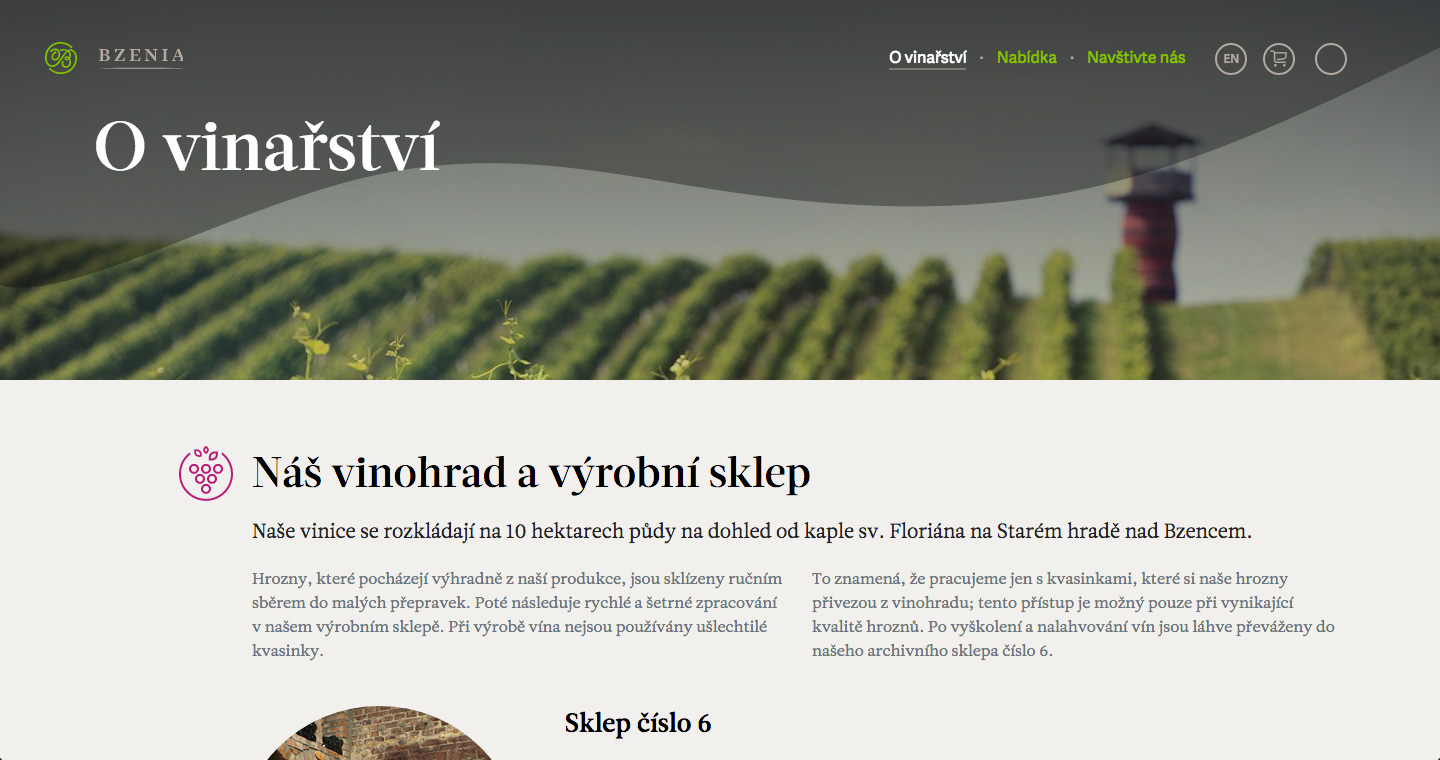 BZENIA
O vinařství • Nabídka • Navštivte nás EN
O vinařství
Náš vinohrad a výrobní sklep
Naše vinice se rozkládají na 10 hektarech půdy na dohled od kaple sv. Floriána na Starém hradě nad Bzencem.
Hrozny, které pocházejí výhradně z naší produkce, jsou sklízeny ručním
sběrem do malých přepravek. Poté následuje rychlé a šetrné zpracování
v našem výrobním sklepě. Při výrobě vína nejsou používány ušlechtilé
kvasinky.
To znamená, že pracujeme jen s kvasinkami, které si naše hrozny
přivezou z vinohradu; tento přístup je možný pouze při vynikající
kvalitě hroznů. Po vyškolení a nalahvování vín jsou láhve převáženy do
našeho archivního sklepa číslo 6.
Sklep číslo 6